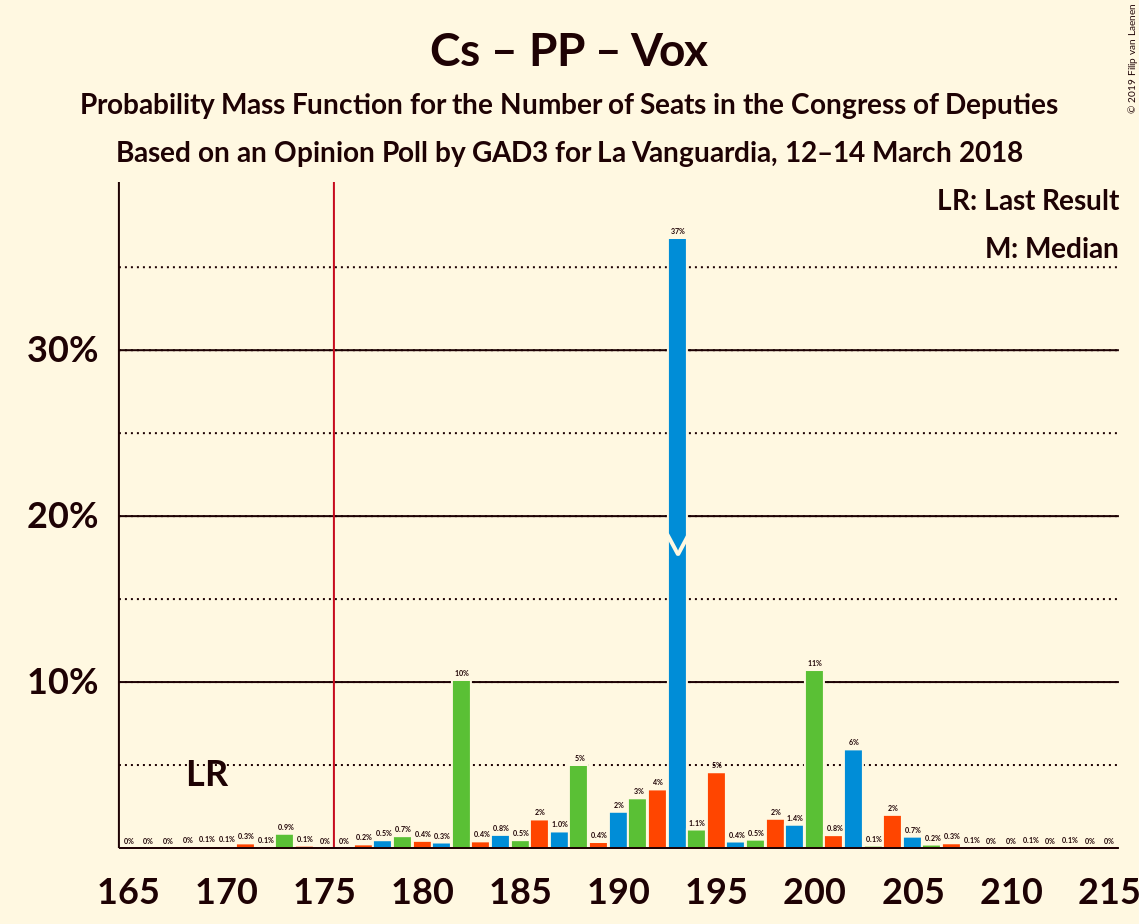 Cs – PP – Vox
Probability Mass Function for the Number of Seats in the Congress of Deputies
Based on an Opinion Poll by GAD3 for La Vanguardia, 12–14 March 2018
© 2019 Filip van Laenen
LR: Last Result
M: Median
37%
30%
20%
11%
10%
10%
6%
5%
5%
LR
4%
3%
2% 2% 2% 2%
0% 0% 0% 0% 0.1% 0.1% 0.3% 0.1% 0.9% 0.1% 0% 0% 0.2% 0.5% 0.7% 0.4% 0.3% 0.4% 0.8% 0.5% 1.0% 0.4% 1.1% 0.4% 0.5% 1.4% 0.8% 0.1% 0.7% 0.2% 0.3% 0.1% 0% 0% 0.1% 0% 0.1% 0% 0%
165 170 175 180 185 190 195 200 205 210 215